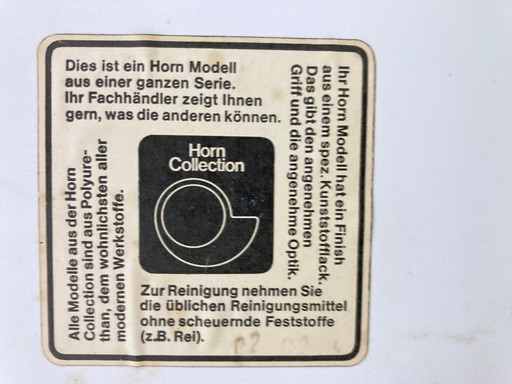 Dies ist ein Horn Modell
aus einer ganzen Serie.
Ihr Fachhändler zeigt Ihnen
gern, was die anderen können.
Ihr Horn Modell hat ein Finish
aus einem spez. Kunststofflack.
Das gibt den angenehmen
Griff und die angenehme Optik.
Horn
Collection
Alle Modelle aus der Horn
Collection sind aus Polyure-
than, dem wohnlichsten aller
modernen Werkstoffe.
Zur Reinigung nehmen Sie
die üblichen Reinigungsmittel
ohne scheuernde Feststoffe
(z.B. Rei).